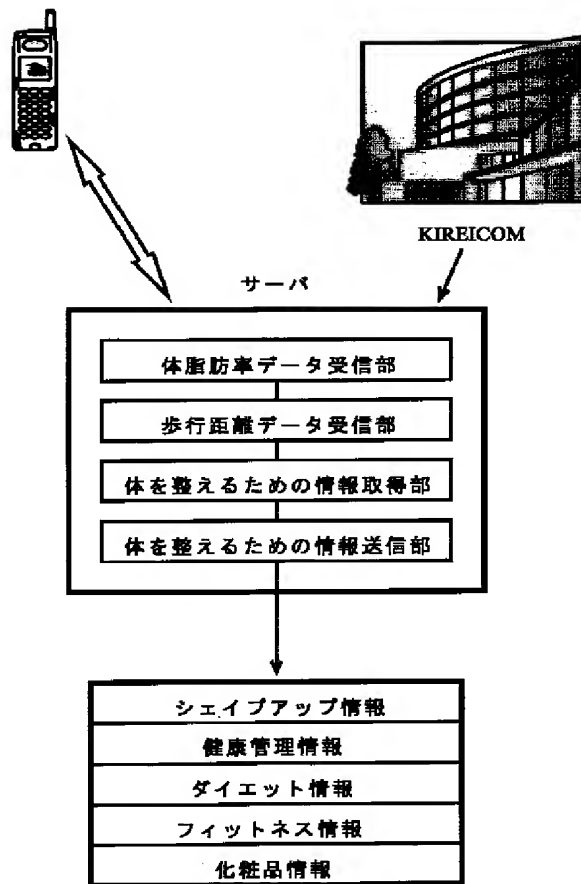 KIREICOM
サーバ
体脂肪率データ受信部
歩行距離データ受信部
体を整えるための情報取得部
体を整えるための情報送信部
シェイプアップ情報
健康管理情報
ダイエット情報
フィットネス情報
化粧品情報